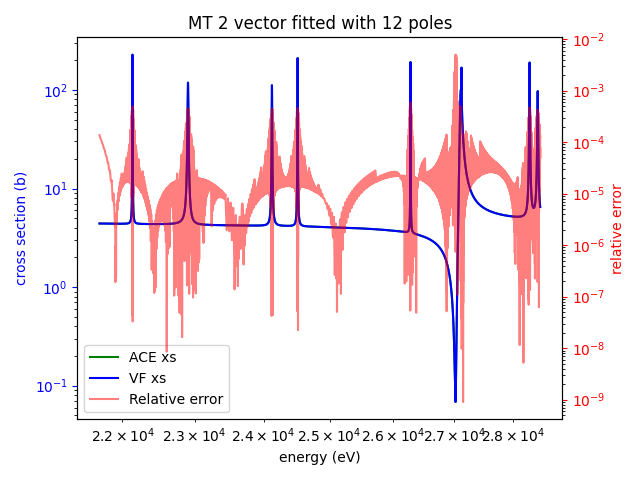 MT 2 vector fitted with 12 poles
10²
10¹
10⁰
10⁻¹
cross section (b)
10⁻²
10⁻³
10⁻⁴
10⁻⁵
10⁻⁶
10⁻⁷
10⁻⁸
10⁻⁹
relative error
ACE xs
VF xs
Relative error
2.2 × 10⁴ 2.3 × 10⁴ 2.4 × 10⁴ 2.5 × 10⁴ 2.6 × 10⁴ 2.7 × 10⁴ 2.8 × 10⁴
energy (eV)